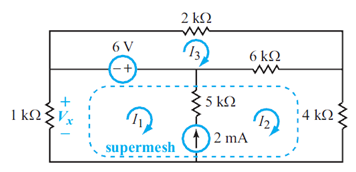 2 kΩ
6 V
I3
6 kΩ
− +
+
1 kΩ
Vx
−
I1
5 kΩ
I2
4 kΩ
2 mA
supermesh